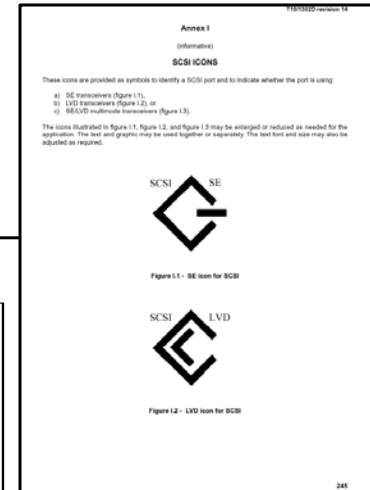 T10/1302D revision 14
Annex I
(informative)
SCSI ICONS
These icons are provided as symbols to identify a SCSI port and to indicate whether the port is using:
a) SE transceivers (figure I.1),
b) LVD transceivers (figure I.2), or
c) SE/LVD multimode transceivers (figure I.3).
The icons illustrated in figure I.1, figure I.2, and figure I.3 may be enlarged or reduced as needed for the
application. The text and graphic may be used together or separately. The text font and size may also be
adjusted as required.
SCSI SE
Figure I.1 - SE icon for SCSI
SCSI LVD
Figure I.2 - LVD icon for SCSI
245